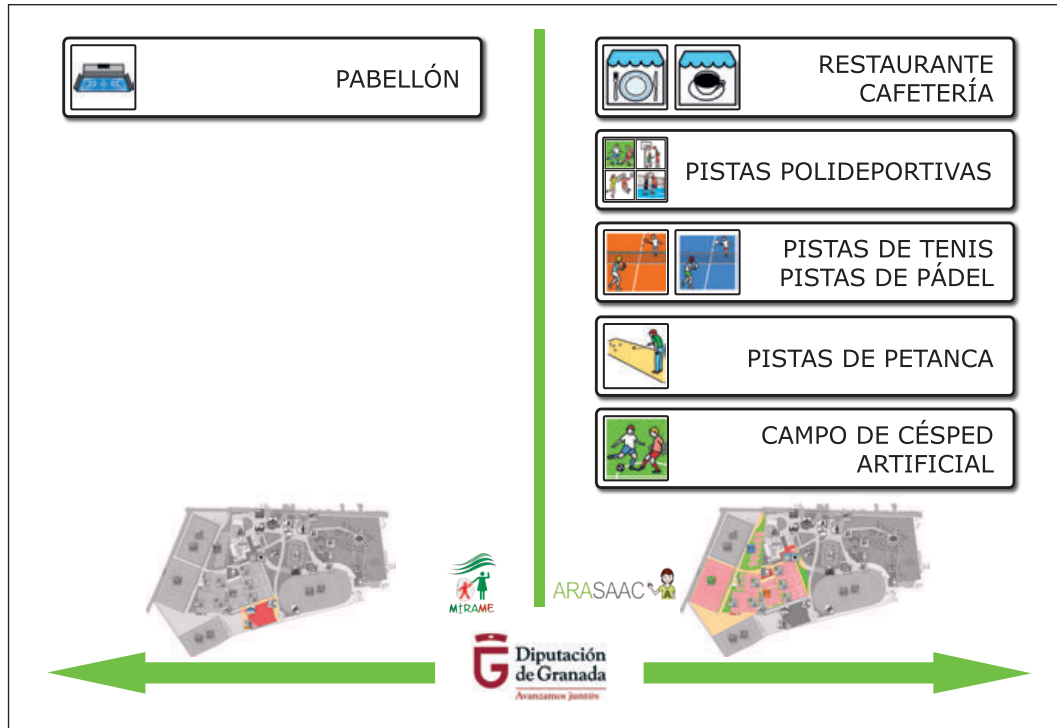 PABELLÓN
RESTAURANTE
CAFETERÍA
PISTAS POLIDEPORTIVAS
PISTAS DE TENIS
PISTAS DE PÁDEL
PISTAS DE PETANCA
CAMPO DE CÉSPED
ARTIFICIAL
MÍRAME
ARASAAC
A
Diputación
de Granada
Avanzamos juntos